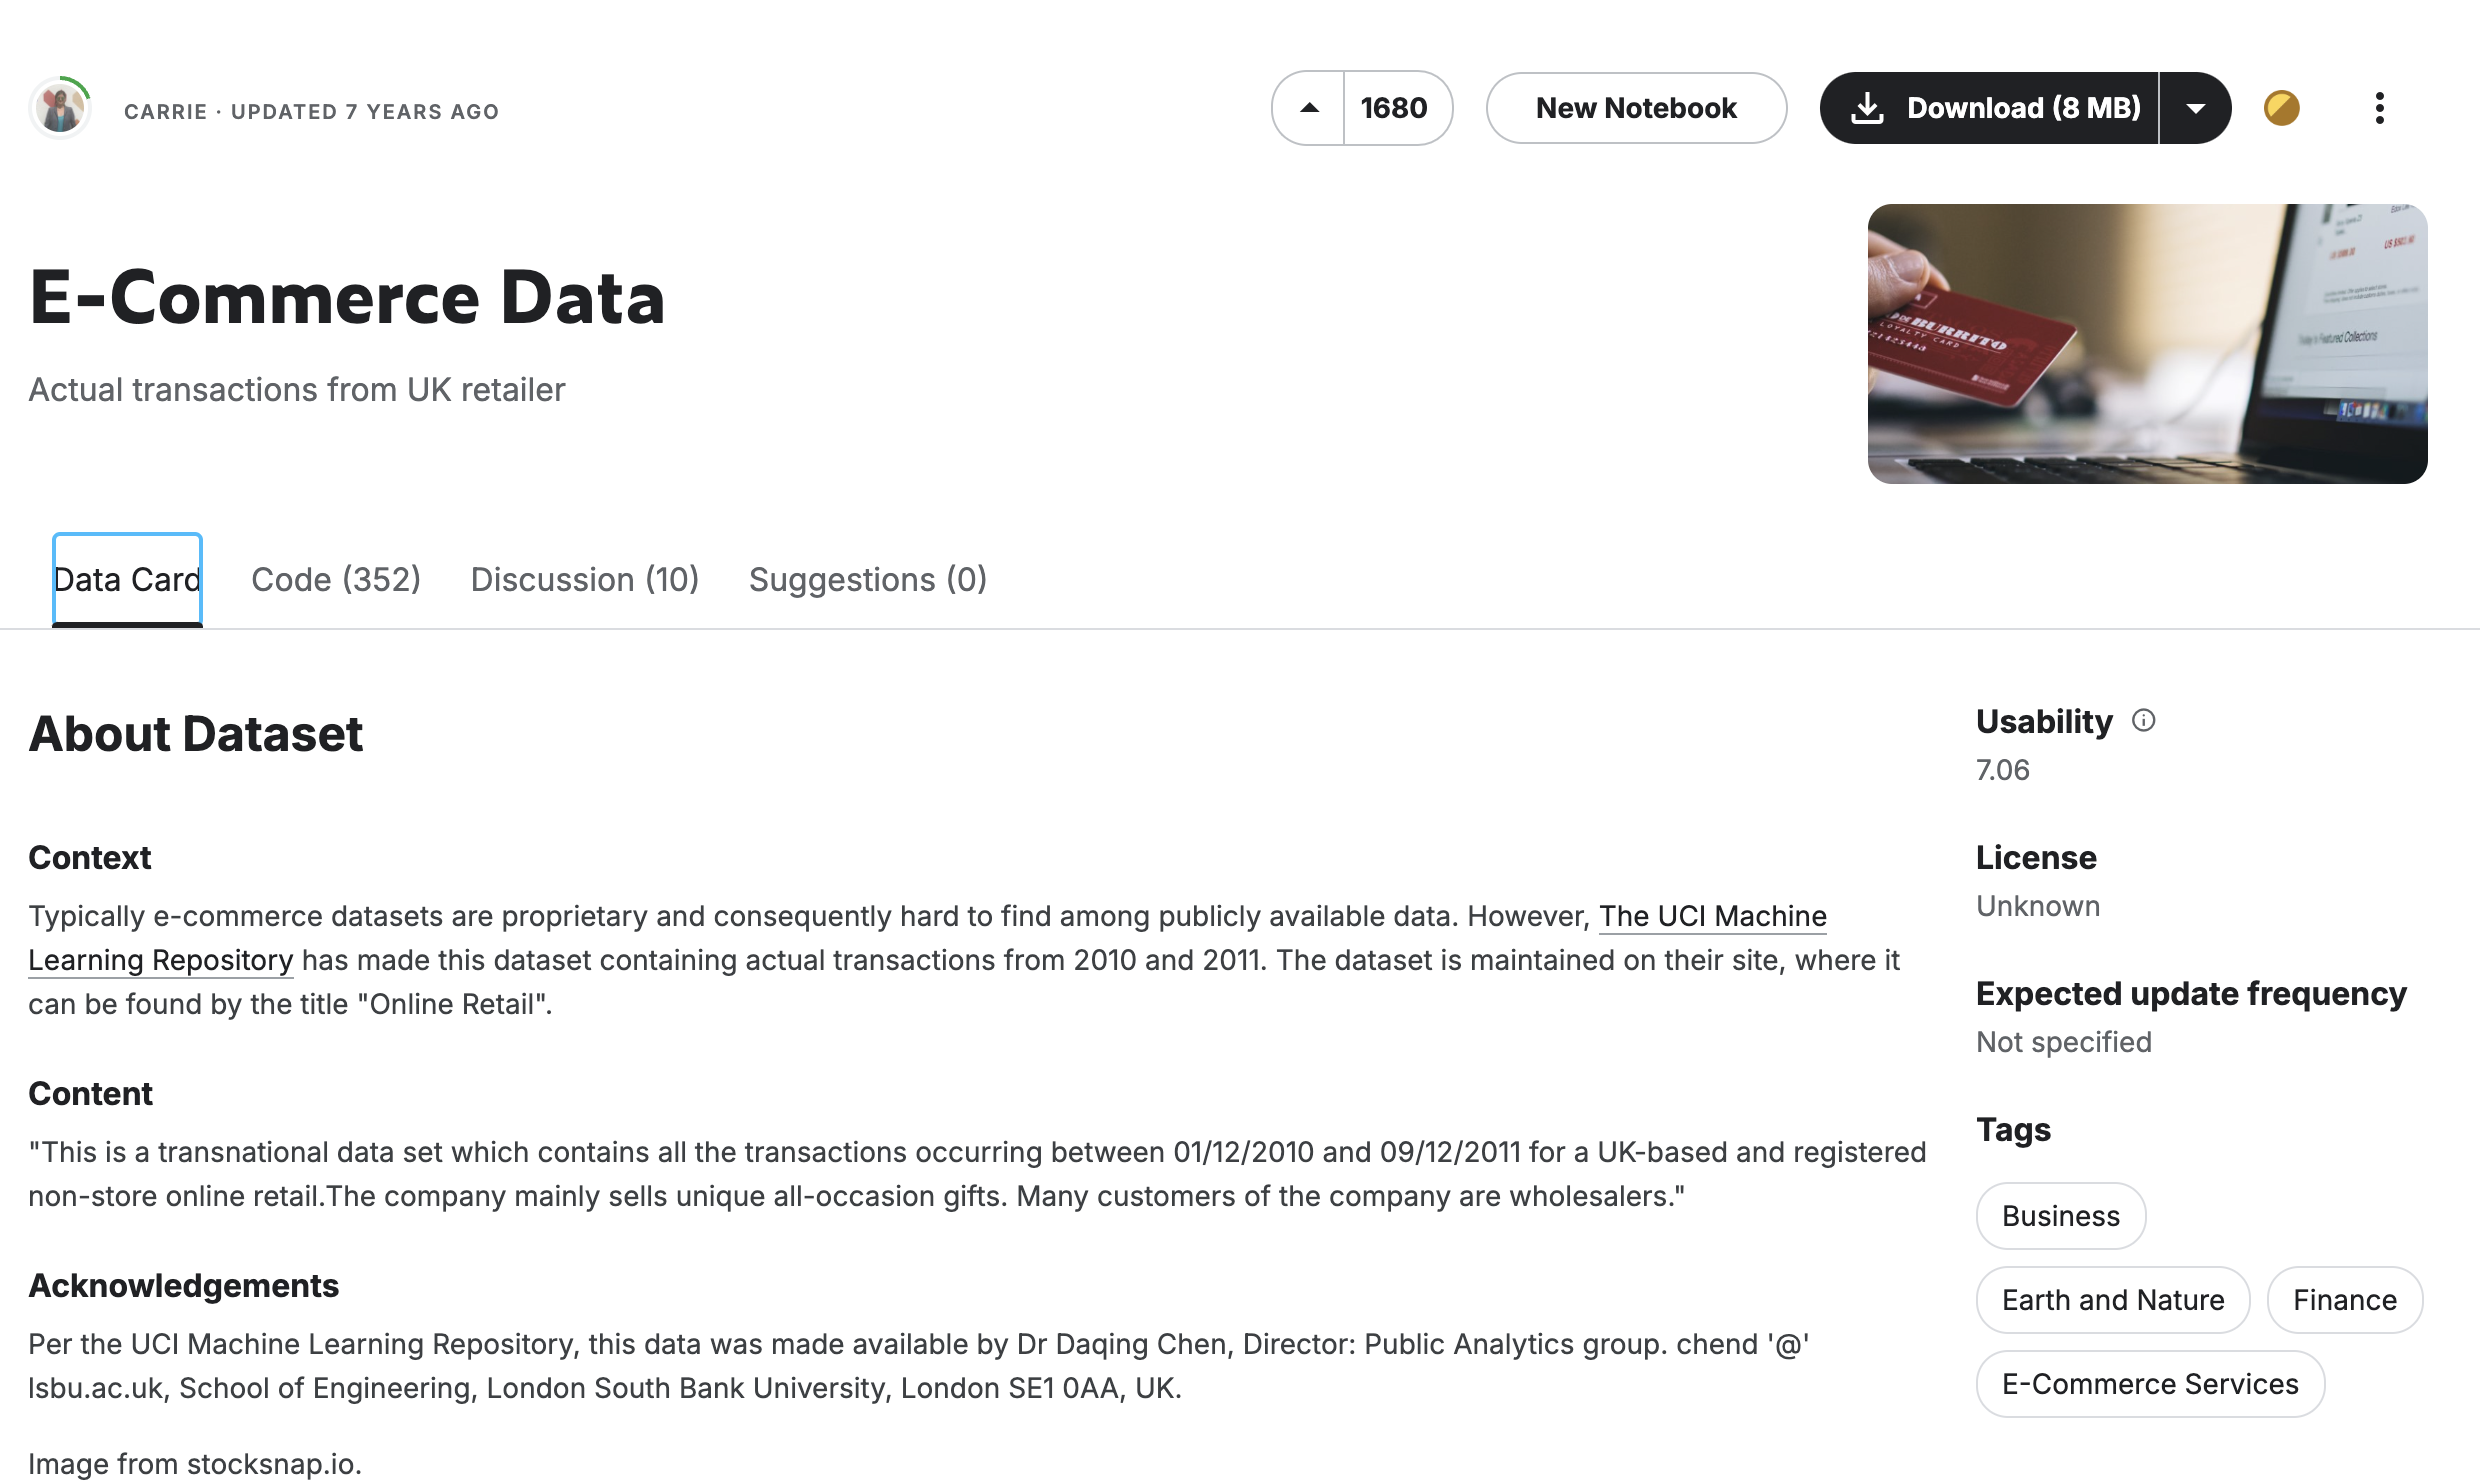 CARRIE · UPDATED 7 YEARS AGO
1680
New Notebook
Download (8 MB)
E-Commerce Data
Actual transactions from UK retailer
BURRITO
LOYALTY CARD
Featured Collections
Data Card
Code (352)
Discussion (10)
Suggestions (0)
About Dataset
Context
Typically e-commerce datasets are proprietary and consequently hard to find among publicly available data. However, The UCI Machine
Learning Repository has made this dataset containing actual transactions from 2010 and 2011. The dataset is maintained on their site, where it
can be found by the title "Online Retail".
Content
"This is a transnational data set which contains all the transactions occurring between 01/12/2010 and 09/12/2011 for a UK-based and registered
non-store online retail.The company mainly sells unique all-occasion gifts. Many customers of the company are wholesalers."
Acknowledgements
Per the UCI Machine Learning Repository, this data was made available by Dr Daqing Chen, Director: Public Analytics group. chend '@'
lsbu.ac.uk, School of Engineering, London South Bank University, London SE1 0AA, UK.
Image from stocksnap.io.
Usability
7.06
License
Unknown
Expected update frequency
Not specified
Tags
Business
Earth and Nature
Finance
E-Commerce Services